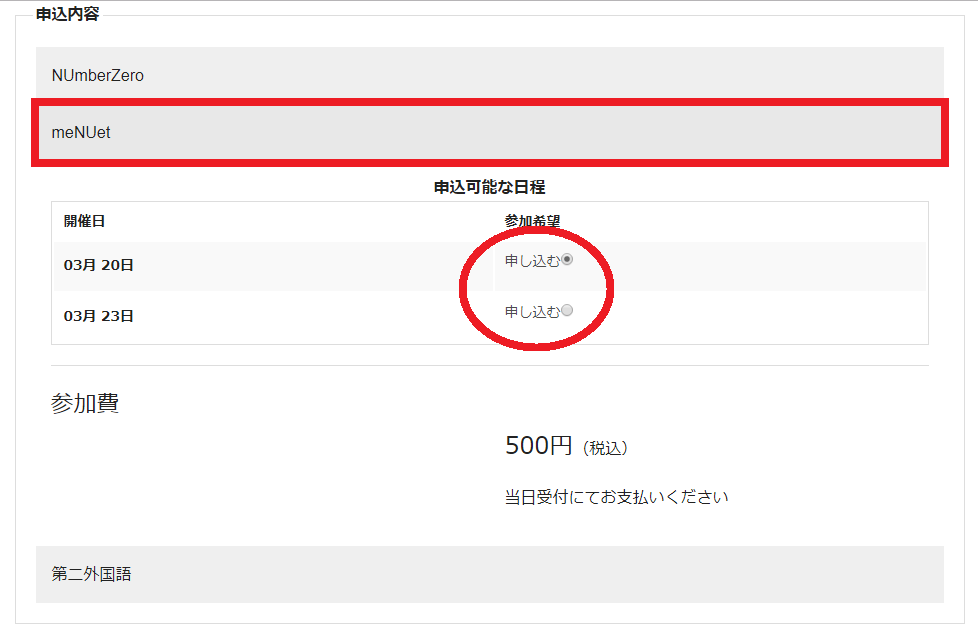 申込内容
NUmberZero
meNUet
申込可能な日程
開催日 参加希望
03月 20日 申し込む
03月 23日 申し込む
参加費
500円（税込）
当日受付にてお支払いください
第二外国語